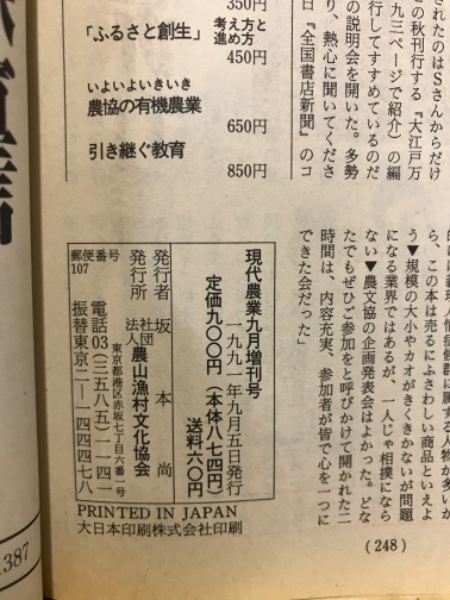 350円
「ふるさと創生」考え方と進め方
450円
いよいよいきいき
農協の有機農業
650円
引き継ぐ教育
850円
されたのはSさんからだけ
の秋刊行する『大江戸万
九三ページで紹介）の編
行してすすめているのだ
の説明会を開いた。多勢
り、熱心に聞いてくださ
日『全国書店新聞』のコ
に属する人物が多いか
ら、この本は売るにふさわしい商品といえよ
う▼規模の大小やカオがきくきかないが問題
になる業界ではあるが、一人じゃ相撲になら
ない▼農文協の企画発表会はよかった。どな
たでもぜひご参加をと呼びかけて開かれた二
時間は、内容充実、参加者が皆で心を一つに
できた会だった」
現代農業九月増刊号
一九九一年九月五日発行
定価九〇〇円（本体八七四円）
送料六〇円
発行者 坂本尚
発行所 社団法人 農山漁村文化協会
東京都港区赤坂七丁目六番一号
郵便番号 107
電話03（三五八五）一一四一
振替東京二―一四四四七八
PRINTED IN JAPAN
大日本印刷株式会社印刷
(248)
1387